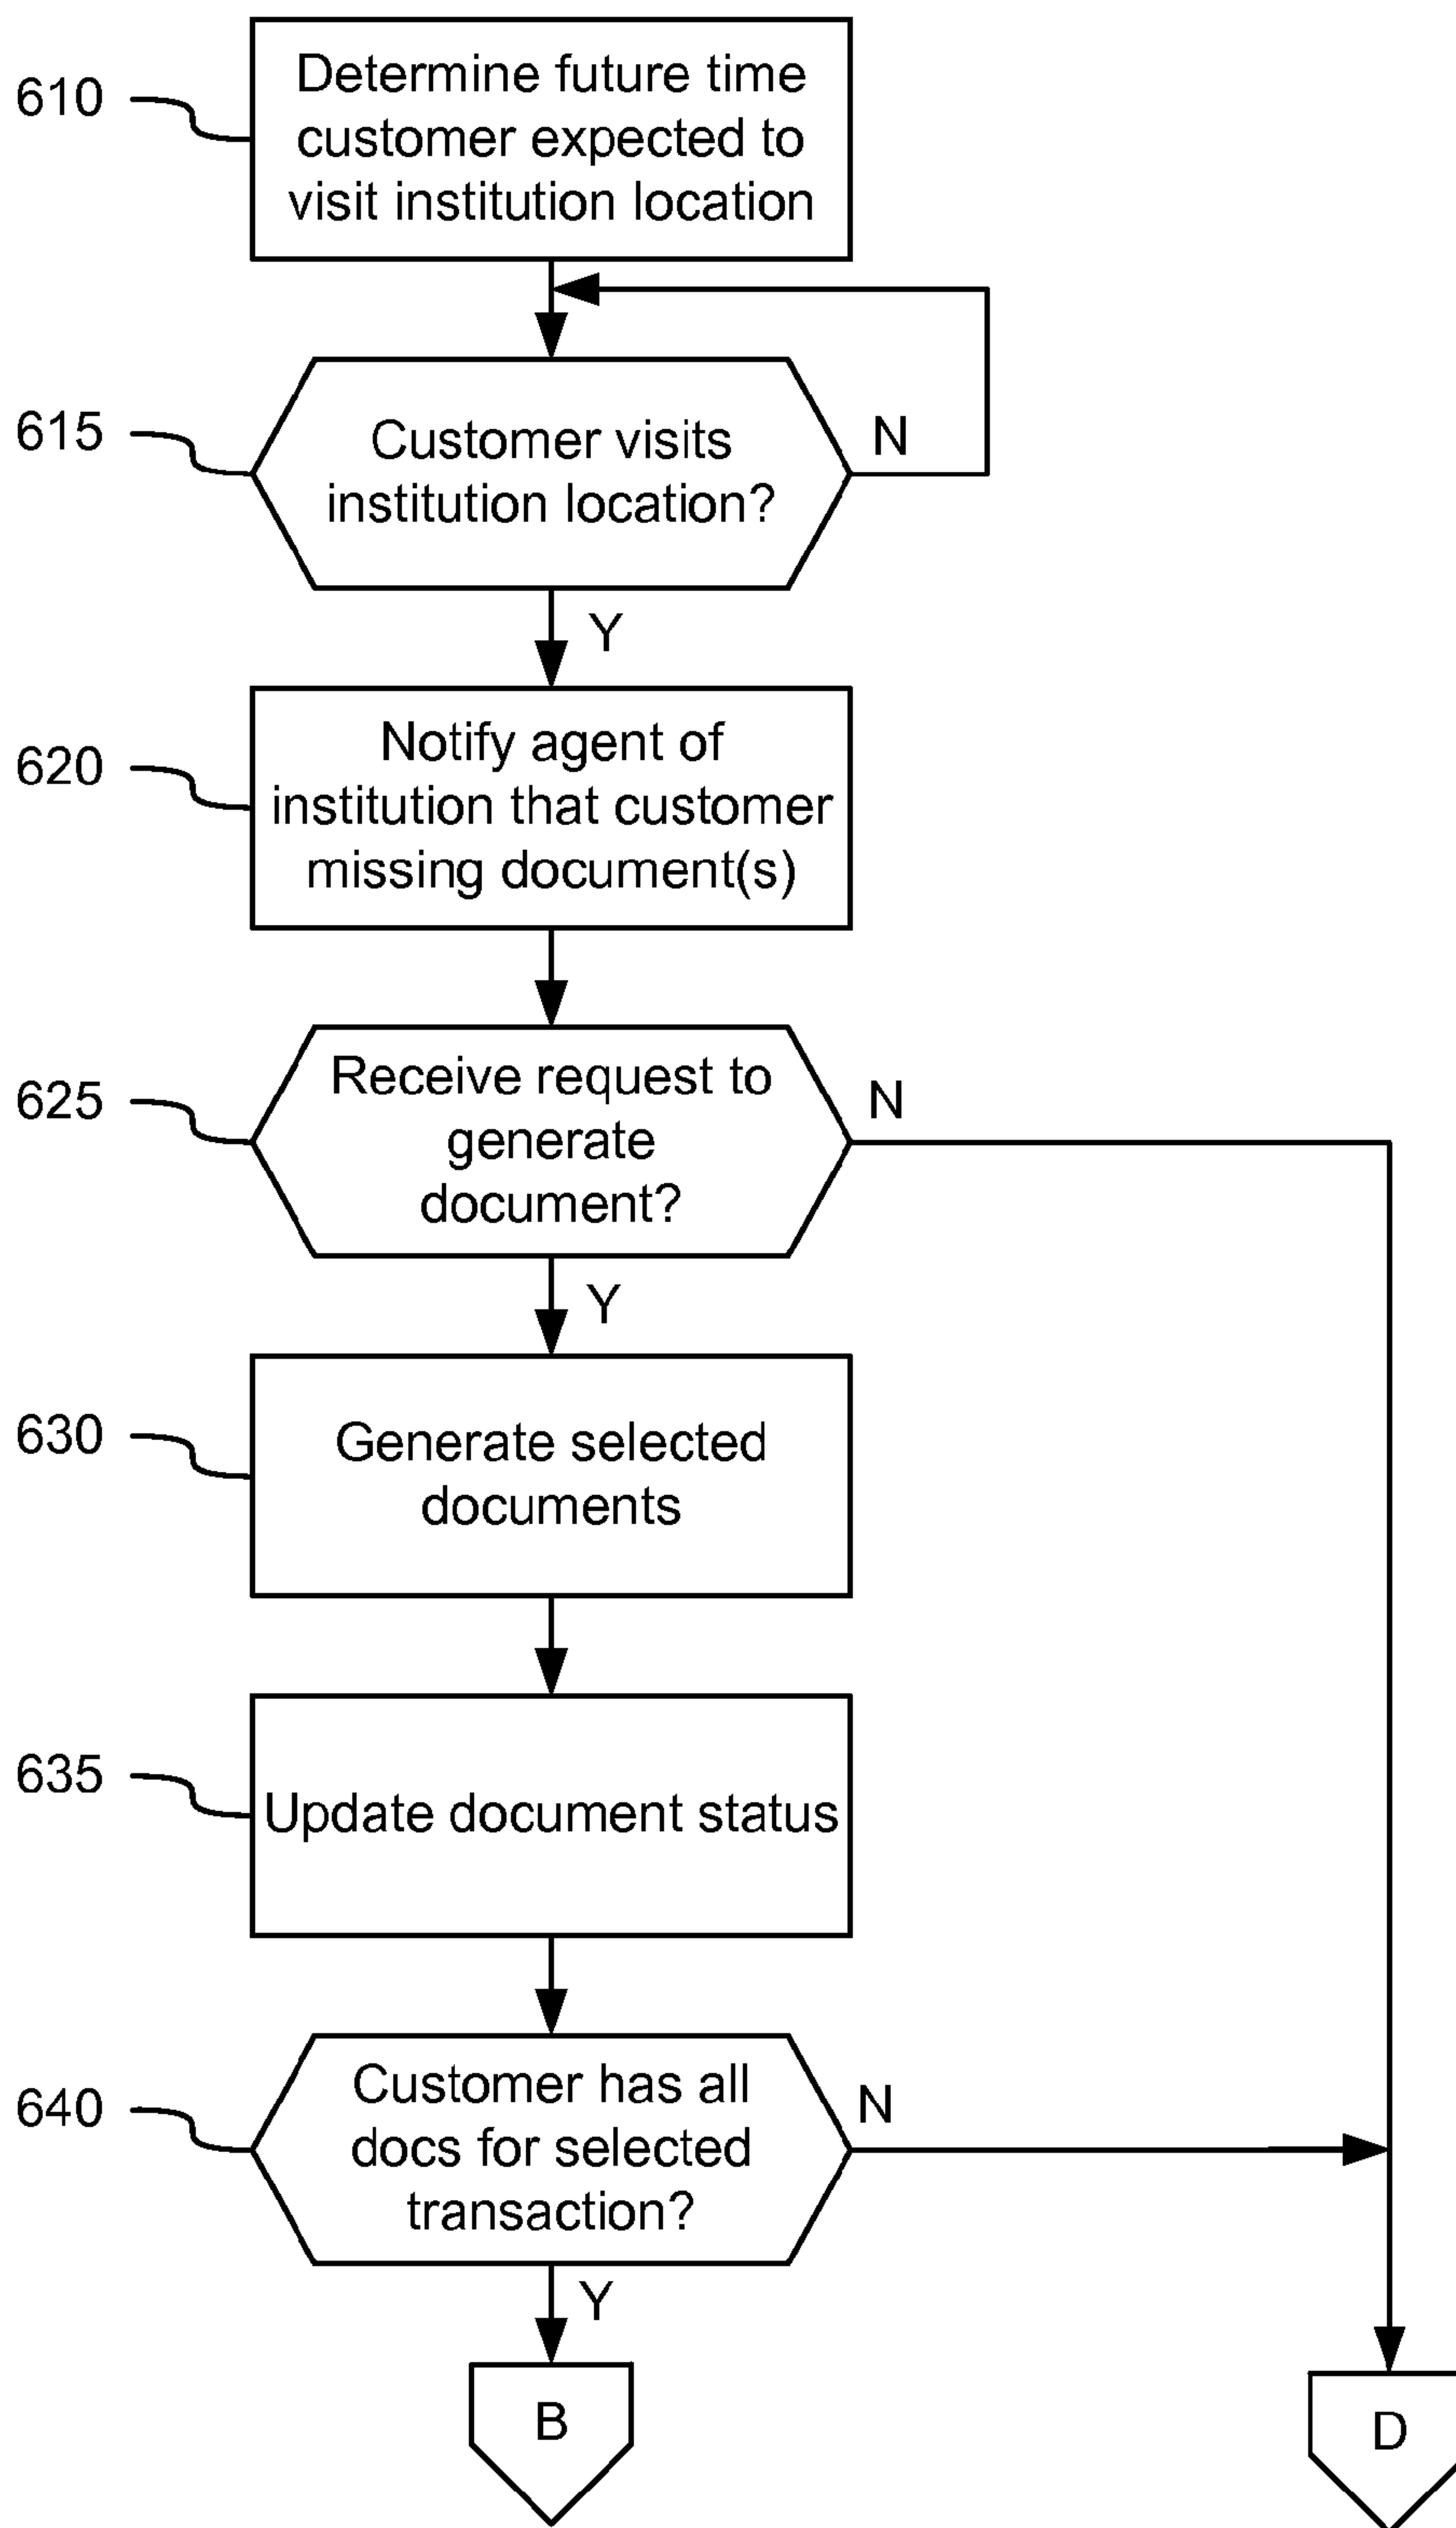 610
Determine future time
customer expected to
visit institution location
615
Customer visits
institution location?
N
Y
620
Notify agent of
institution that customer
missing document(s)
625
Receive request to
generate
document?
N
Y
630
Generate selected
documents
635
Update document status
640
Customer has all
docs for selected
transaction?
N
Y
B
D